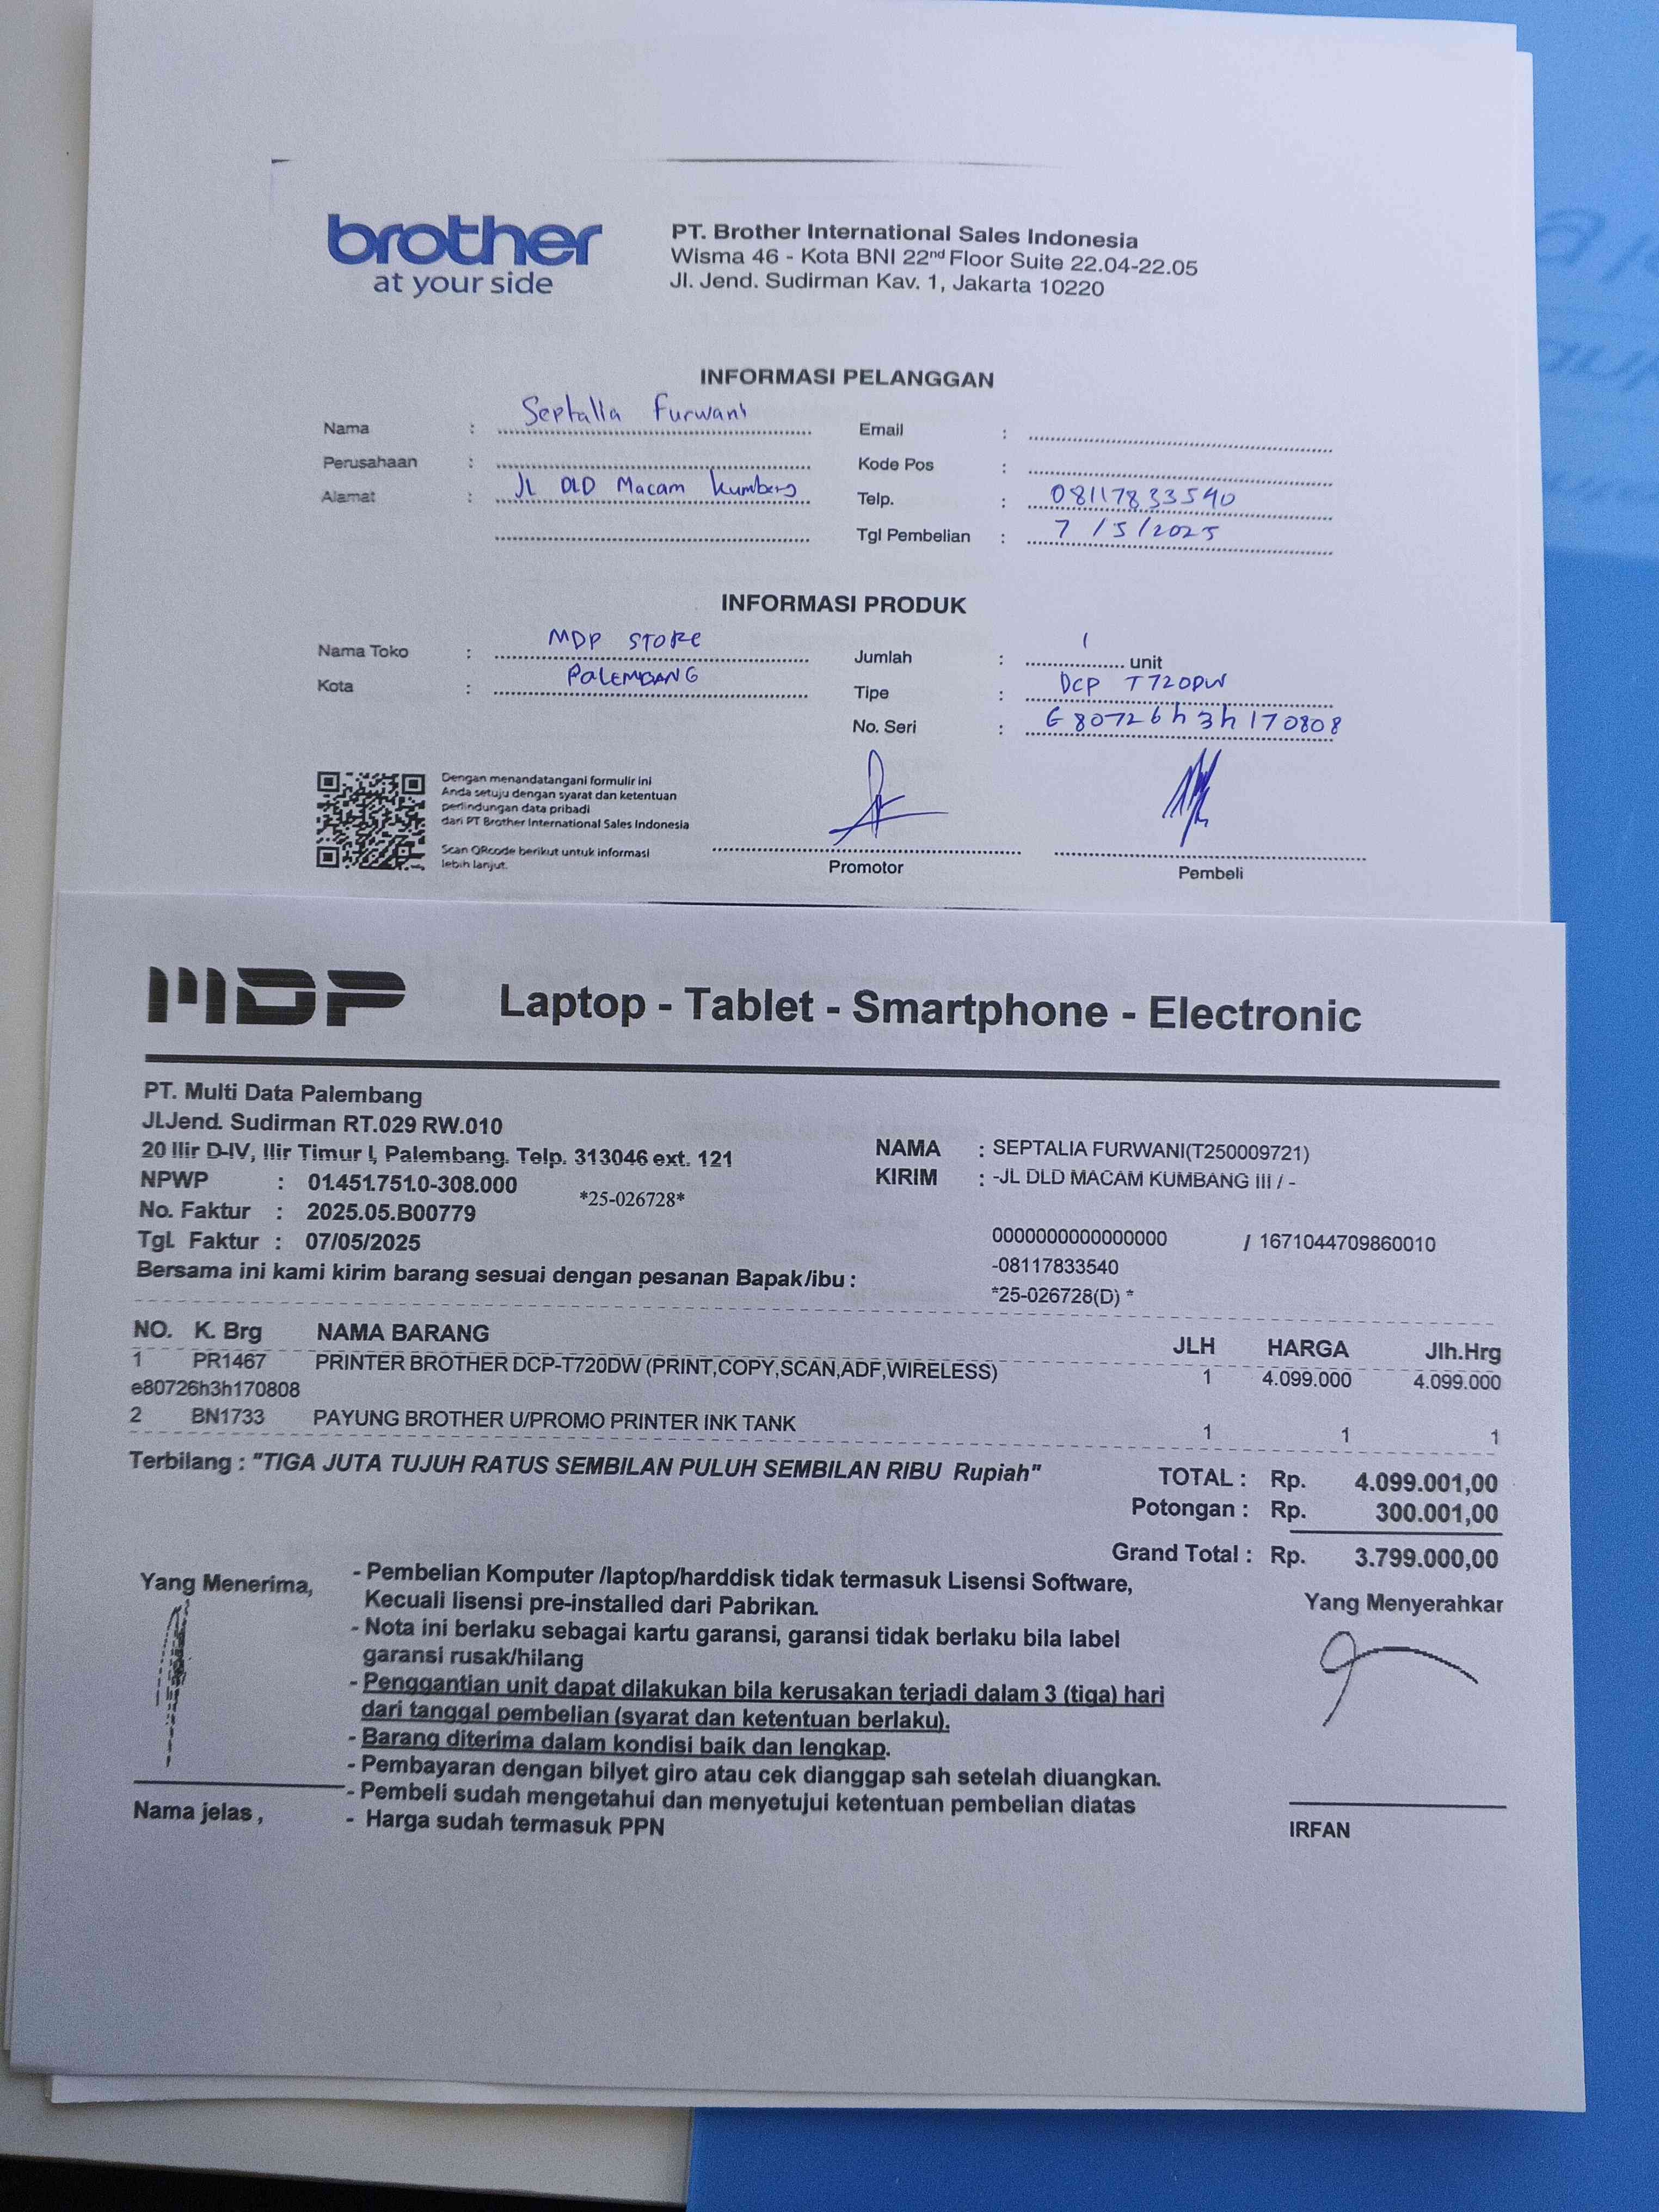 brother
at your side
PT. Brother International Sales Indonesia
Wisma 46 - Kota BNI 22nd Floor Suite 22.04-22.05
Jl. Jend. Sudirman Kav. 1, Jakarta 10220
INFORMASI PELANGGAN
Nama : Septalia Furwani
Perusahaan :
Alamat : JL DLD Macam Kumbang
Email :
Kode Pos :
Telp. : 08117833540
Tgl Pembelian : 7/5/2025
INFORMASI PRODUK
Nama Toko : MDP STORE
Kota : PALEMBANG
Jumlah : 1 unit
Tipe : DCP T720DW
No. Seri : E80726h3h170808
Dengan menandatangani formulir ini
Anda setuju dengan syarat dan ketentuan
perlindungan data pribadi
dari PT Brother International Sales Indonesia
Scan QRcode berikut untuk informasi
lebih lanjut.
Promotor
Pembeli
MDP Laptop - Tablet - Smartphone - Electronic
PT. Multi Data Palembang
Jl.Jend. Sudirman RT.029 RW.010
20 Ilir D-IV, Ilir Timur I, Palembang. Telp. 313046 ext. 121
NPWP : 01.451.751.0-308.000
*25-026728*
No. Faktur : 2025.05.B00779
Tgl. Faktur : 07/05/2025
Bersama ini kami kirim barang sesuai dengan pesanan Bapak/ibu :
NAMA : SEPTALIA FURWANI(T250009721)
KIRIM : -JL DLD MACAM KUMBANG III / -
0000000000000000 / 1671044709860010
-08117833540
*25-026728(D) *
NO. K. Brg NAMA BARANG JLH HARGA Jlh.Hrg
1 PR1467 PRINTER BROTHER DCP-T720DW (PRINT,COPY,SCAN,ADF,WIRELESS) 1 4.099.000 4.099.000
e80726h3h170808
2 BN1733 PAYUNG BROTHER U/PROMO PRINTER INK TANK 1 1 1
Terbilang : "TIGA JUTA TUJUH RATUS SEMBILAN PULUH SEMBILAN RIBU Rupiah"
TOTAL : Rp. 4.099.001,00
Potongan : Rp. 300.001,00
Grand Total : Rp. 3.799.000,00
Yang Menerima,
- Pembelian Komputer /laptop/harddisk tidak termasuk Lisensi Software,
Kecuali lisensi pre-installed dari Pabrikan.
- Nota ini berlaku sebagai kartu garansi, garansi tidak berlaku bila label
garansi rusak/hilang
- Penggantian unit dapat dilakukan bila kerusakan terjadi dalam 3 (tiga) hari
dari tanggal pembelian (syarat dan ketentuan berlaku).
- Barang diterima dalam kondisi baik dan lengkap.
- Pembayaran dengan bilyet giro atau cek dianggap sah setelah diuangkan.
- Pembeli sudah mengetahui dan menyetujui ketentuan pembelian diatas
- Harga sudah termasuk PPN
Nama jelas ,
Yang Menyerahkar
IRFAN